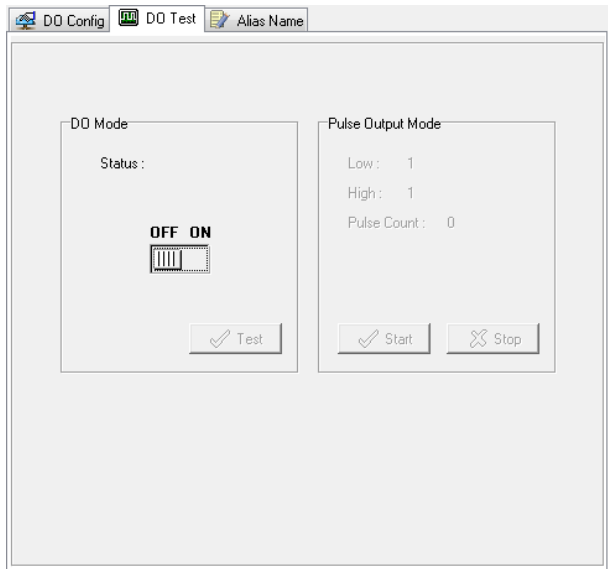 DO Config DO Test Alias Name
DO Mode
Status :
OFF ON
Test
Pulse Output Mode
Low : 1
High : 1
Pulse Count : 0
Start Stop